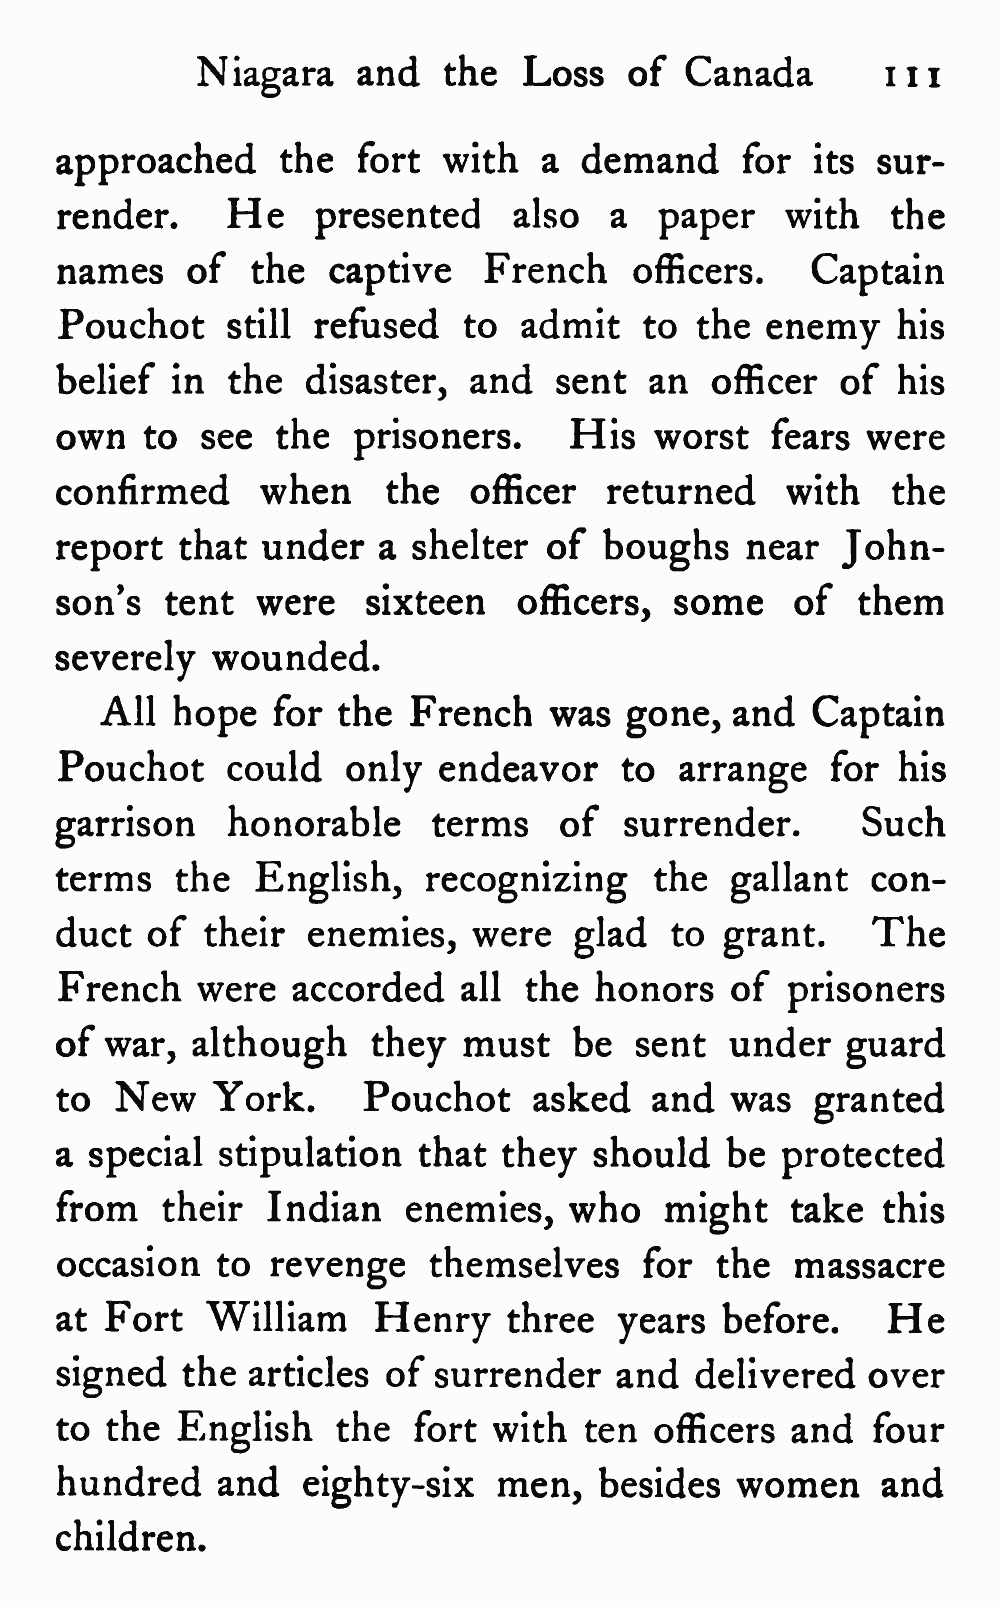 Niagara and the Loss of Canada 111
approached the fort with a demand for its sur-
render. He presented also a paper with the
names of the captive French officers. Captain
Pouchot still refused to admit to the enemy his
belief in the disaster, and sent an officer of his
own to see the prisoners. His worst fears were
confirmed when the officer returned with the
report that under a shelter of boughs near John-
son's tent were sixteen officers, some of them
severely wounded.
All hope for the French was gone, and Captain
Pouchot could only endeavor to arrange for his
garrison honorable terms of surrender. Such
terms the English, recognizing the gallant con-
duct of their enemies, were glad to grant. The
French were accorded all the honors of prisoners
of war, although they must be sent under guard
to New York. Pouchot asked and was granted
a special stipulation that they should be protected
from their Indian enemies, who might take this
occasion to revenge themselves for the massacre
at Fort William Henry three years before. He
signed the articles of surrender and delivered over
to the English the fort with ten officers and four
hundred and eighty-six men, besides women and
children.